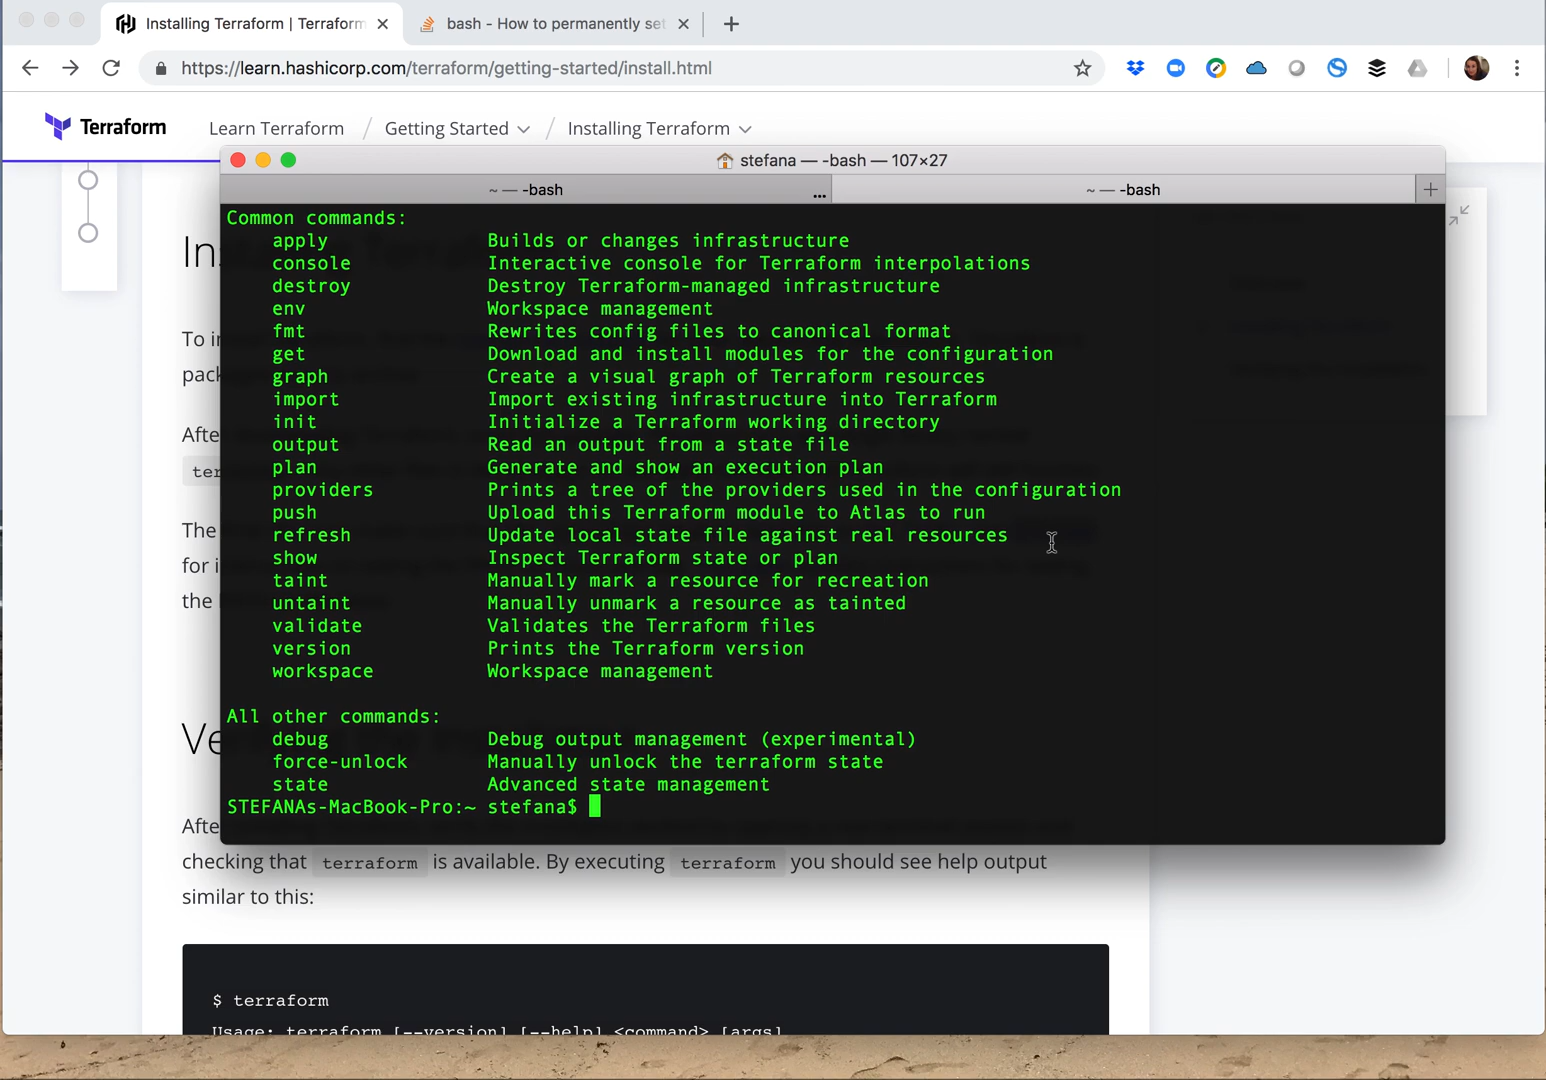 Installing Terraform | Terraform
bash - How to permanently set
https://learn.hashicorp.com/terraform/getting-started/install.html
Terraform
Learn Terraform / Getting Started / Installing Terraform
stefana — -bash — 107×27
~ — -bash
...
~ — -bash
Common commands:
apply Builds or changes infrastructure
console Interactive console for Terraform interpolations
destroy Destroy Terraform-managed infrastructure
env Workspace management
fmt Rewrites config files to canonical format
get Download and install modules for the configuration
graph Create a visual graph of Terraform resources
import Import existing infrastructure into Terraform
init Initialize a Terraform working directory
output Read an output from a state file
plan Generate and show an execution plan
providers Prints a tree of the providers used in the configuration
push Upload this Terraform module to Atlas to run
refresh Update local state file against real resources
show Inspect Terraform state or plan
taint Manually mark a resource for recreation
untaint Manually unmark a resource as tainted
validate Validates the Terraform files
version Prints the Terraform version
workspace Workspace management
All other commands:
debug Debug output management (experimental)
force-unlock Manually unlock the terraform state
state Advanced state management
STEFANAs-MacBook-Pro:~ stefana$
To
The
for
the
checking that terraform is available. By executing terraform you should see help output
similar to this:
$ terraform
Usage: terraform [--version] [--help] <command> [args]